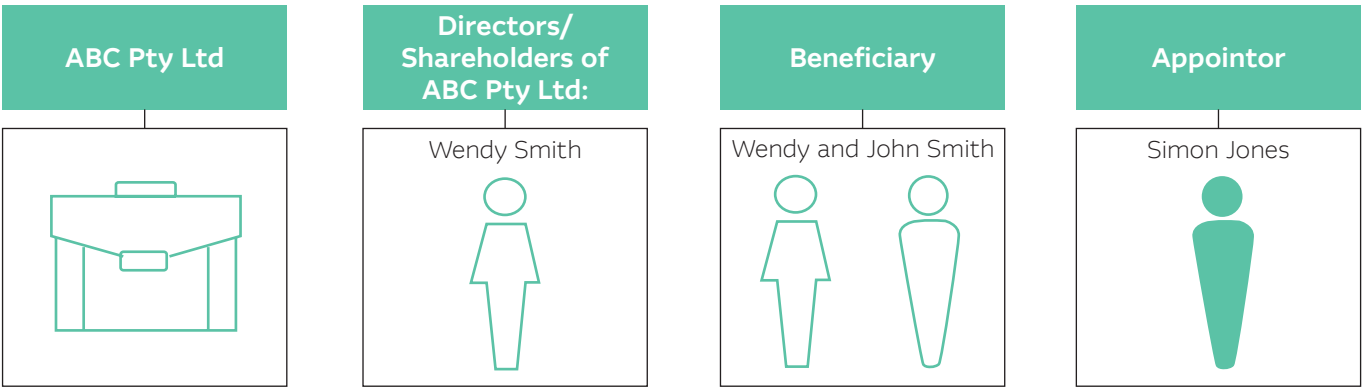 ABC Pty Ltd
Directors/
Shareholders of
ABC Pty Ltd:
Beneficiary
Appointor
Wendy Smith
Wendy and John Smith
Simon Jones